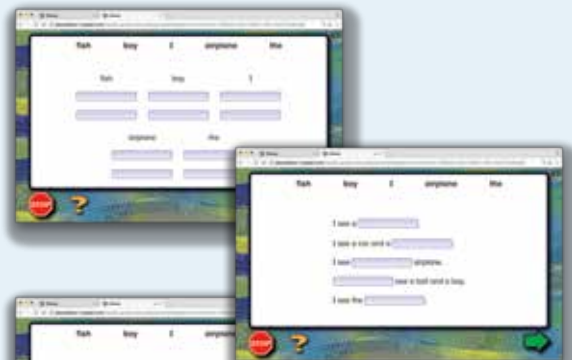 fish boy I airplane the
fish boy I
airplane the
STOP
?
fish boy I airplane the
I see a
I see a car and a
I see airplane.
see a ball and a boy.
I see the
STOP
?
fish boy I airplane